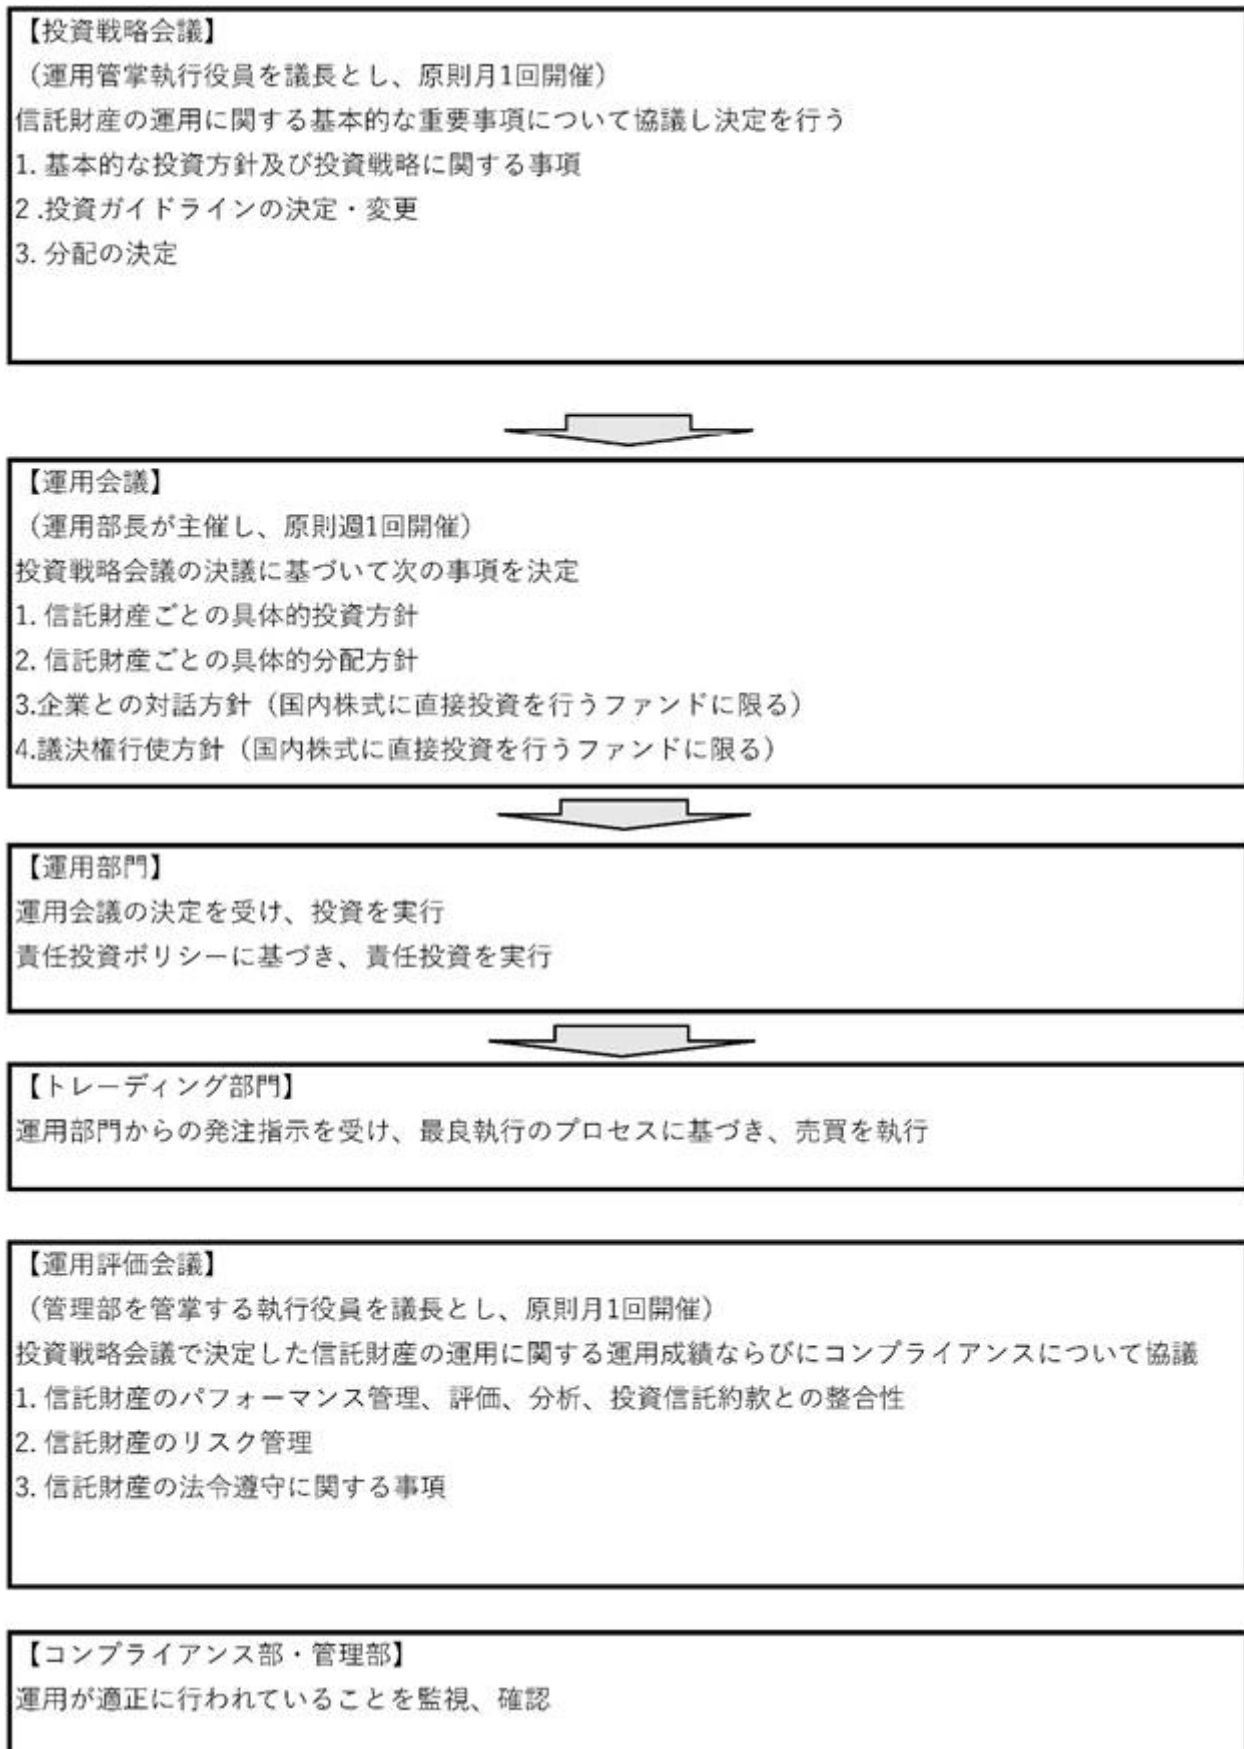 【投資戦略会議】
（運用管掌執行役員を議長とし、原則月1回開催）
信託財産の運用に関する基本的な重要事項について協議し決定を行う
1. 基本的な投資方針及び投資戦略に関する事項
2 .投資ガイドラインの決定・変更
3. 分配の決定
【運用会議】
（運用部長が主催し、原則週1回開催）
投資戦略会議の決議に基づいて次の事項を決定
1. 信託財産ごとの具体的投資方針
2. 信託財産ごとの具体的分配方針
3.企業との対話方針（国内株式に直接投資を行うファンドに限る）
4.議決権行使方針（国内株式に直接投資を行うファンドに限る）
【運用部門】
運用会議の決定を受け、投資を実行
責任投資ポリシーに基づき、責任投資を実行
【トレーディング部門】
運用部門からの発注指示を受け、最良執行のプロセスに基づき、売買を執行
【運用評価会議】
（管理部を管掌する執行役員を議長とし、原則月1回開催）
投資戦略会議で決定した信託財産の運用に関する運用成績ならびにコンプライアンスについて協議
1. 信託財産のパフォーマンス管理、評価、分析、投資信託約款との整合性
2. 信託財産のリスク管理
3. 信託財産の法令遵守に関する事項
【コンプライアンス部・管理部】
運用が適正に行われていることを監視、確認